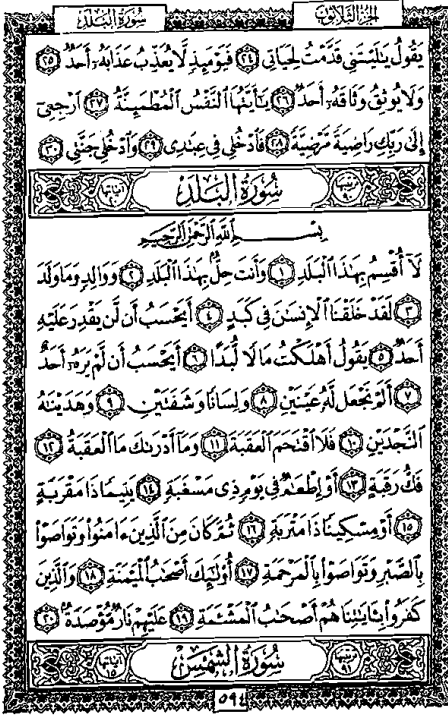 سُورَةُ البَلَدِ الجزء الثلاثون
يَقُولُ يَٰلَيْتَنِى قَدَّمْتُ لِحَيَاتِى ٢٤ فَيَوْمَئِذٍ لَّا يُعَذِّبُ عَذَابَهُۥٓ أَحَدٌ ٢٥
وَلَا يُوثِقُ وَثَاقَهُۥٓ أَحَدٌ ٢٦ يَٰٓأَيَّتُهَا ٱلنَّفْسُ ٱلْمُطْمَئِنَّةُ ٢٧ ٱرْجِعِىٓ
إِلَىٰ رَبِّكِ رَاضِيَةً مَّرْضِيَّةً ٢٨ فَٱدْخُلِى فِى عِبَٰدِى ٢٩ وَٱدْخُلِى جَنَّتِى ٣٠
سُورَةُ البَلَدِ
بِسْمِ ٱللَّهِ ٱلرَّحْمَٰنِ ٱلرَّحِيمِ
لَآ أُقْسِمُ بِهَٰذَا ٱلْبَلَدِ ١ وَأَنتَ حِلٌّۢ بِهَٰذَا ٱلْبَلَدِ ٢ وَوَالِدٍ وَمَا وَلَدَ
٣ لَقَدْ خَلَقْنَا ٱلْإِنسَٰنَ فِى كَبَدٍ ٤ أَيَحْسَبُ أَن لَّن يَقْدِرَ عَلَيْهِ
أَحَدٌ ٥ يَقُولُ أَهْلَكْتُ مَالًا لُّبَدًا ٦ أَيَحْسَبُ أَن لَّمْ يَرَهُۥٓ أَحَدٌ
٧ أَلَمْ نَجْعَل لَّهُۥ عَيْنَيْنِ ٨ وَلِسَانًا وَشَفَتَيْنِ ٩ وَهَدَيْنَٰهُ
ٱلنَّجْدَيْنِ ١٠ فَلَا ٱقْتَحَمَ ٱلْعَقَبَةَ ١١ وَمَآ أَدْرَىٰكَ مَا ٱلْعَقَبَةُ ١٢
فَكُّ رَقَبَةٍ ١٣ أَوْ إِطْعَٰمٌ فِى يَوْمٍ ذِى مَسْغَبَةٍ ١٤ يَتِيمًا ذَا مَقْرَبَةٍ
١٥ أَوْ مِسْكِينًا ذَا مَتْرَبَةٍ ١٦ ثُمَّ كَانَ مِنَ ٱلَّذِينَ ءَامَنُوا۟ وَتَوَاصَوْا۟
بِٱلصَّبْرِ وَتَوَاصَوْا۟ بِٱلْمَرْحَمَةِ ١٧ أُو۟لَٰٓئِكَ أَصْحَٰبُ ٱلْمَيْمَنَةِ ١٨ وَٱلَّذِينَ
كَفَرُوا۟ بِـَٔايَٰتِنَا هُمْ أَصْحَٰبُ ٱلْمَشْـَٔمَةِ ١٩ عَلَيْهِمْ نَارٌ مُّؤْصَدَةٌۢ ٢٠
سُورَةُ الشَّمْسِ
٥٩٤